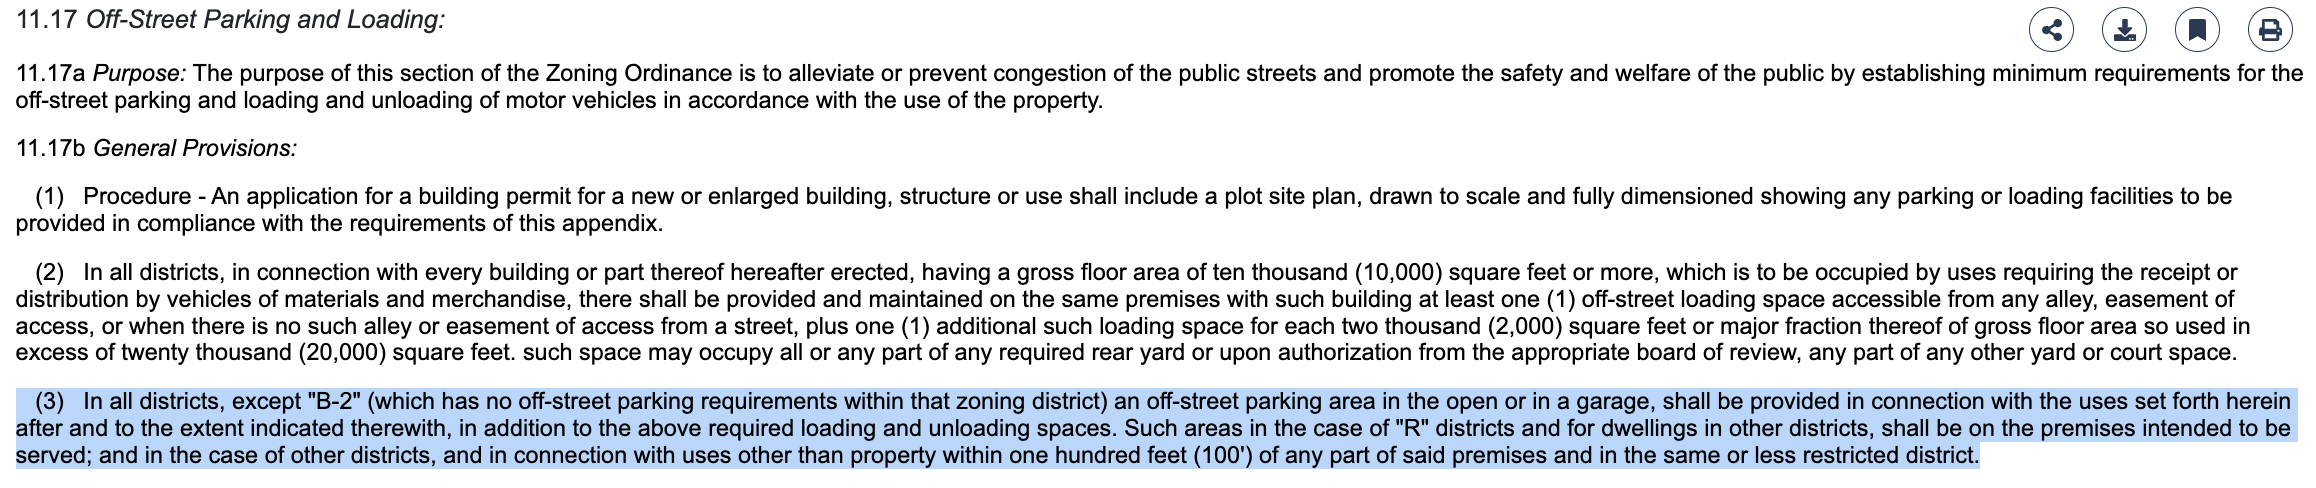 11.17 Off-Street Parking and Loading:
11.17a Purpose: The purpose of this section of the Zoning Ordinance is to alleviate or prevent congestion of the public streets and promote the safety and welfare of the public by establishing minimum requirements for the
off-street parking and loading and unloading of motor vehicles in accordance with the use of the property.
11.17b General Provisions:
(1) Procedure - An application for a building permit for a new or enlarged building, structure or use shall include a plot site plan, drawn to scale and fully dimensioned showing any parking or loading facilities to be
provided in compliance with the requirements of this appendix.
(2) In all districts, in connection with every building or part thereof hereafter erected, having a gross floor area of ten thousand (10,000) square feet or more, which is to be occupied by uses requiring the receipt or
distribution by vehicles of materials and merchandise, there shall be provided and maintained on the same premises with such building at least one (1) off-street loading space accessible from any alley, easement of
access, or when there is no such alley or easement of access from a street, plus one (1) additional such loading space for each two thousand (2,000) square feet or major fraction thereof of gross floor area so used in
excess of twenty thousand (20,000) square feet. such space may occupy all or any part of any required rear yard or upon authorization from the appropriate board of review, any part of any other yard or court space.
(3) In all districts, except "B-2" (which has no off-street parking requirements within that zoning district) an off-street parking area in the open or in a garage, shall be provided in connection with the uses set forth herein
after and to the extent indicated therewith, in addition to the above required loading and unloading spaces. Such areas in the case of "R" districts and for dwellings in other districts, shall be on the premises intended to be
served; and in the case of other districts, and in connection with uses other than property within one hundred feet (100') of any part of said premises and in the same or less restricted district.